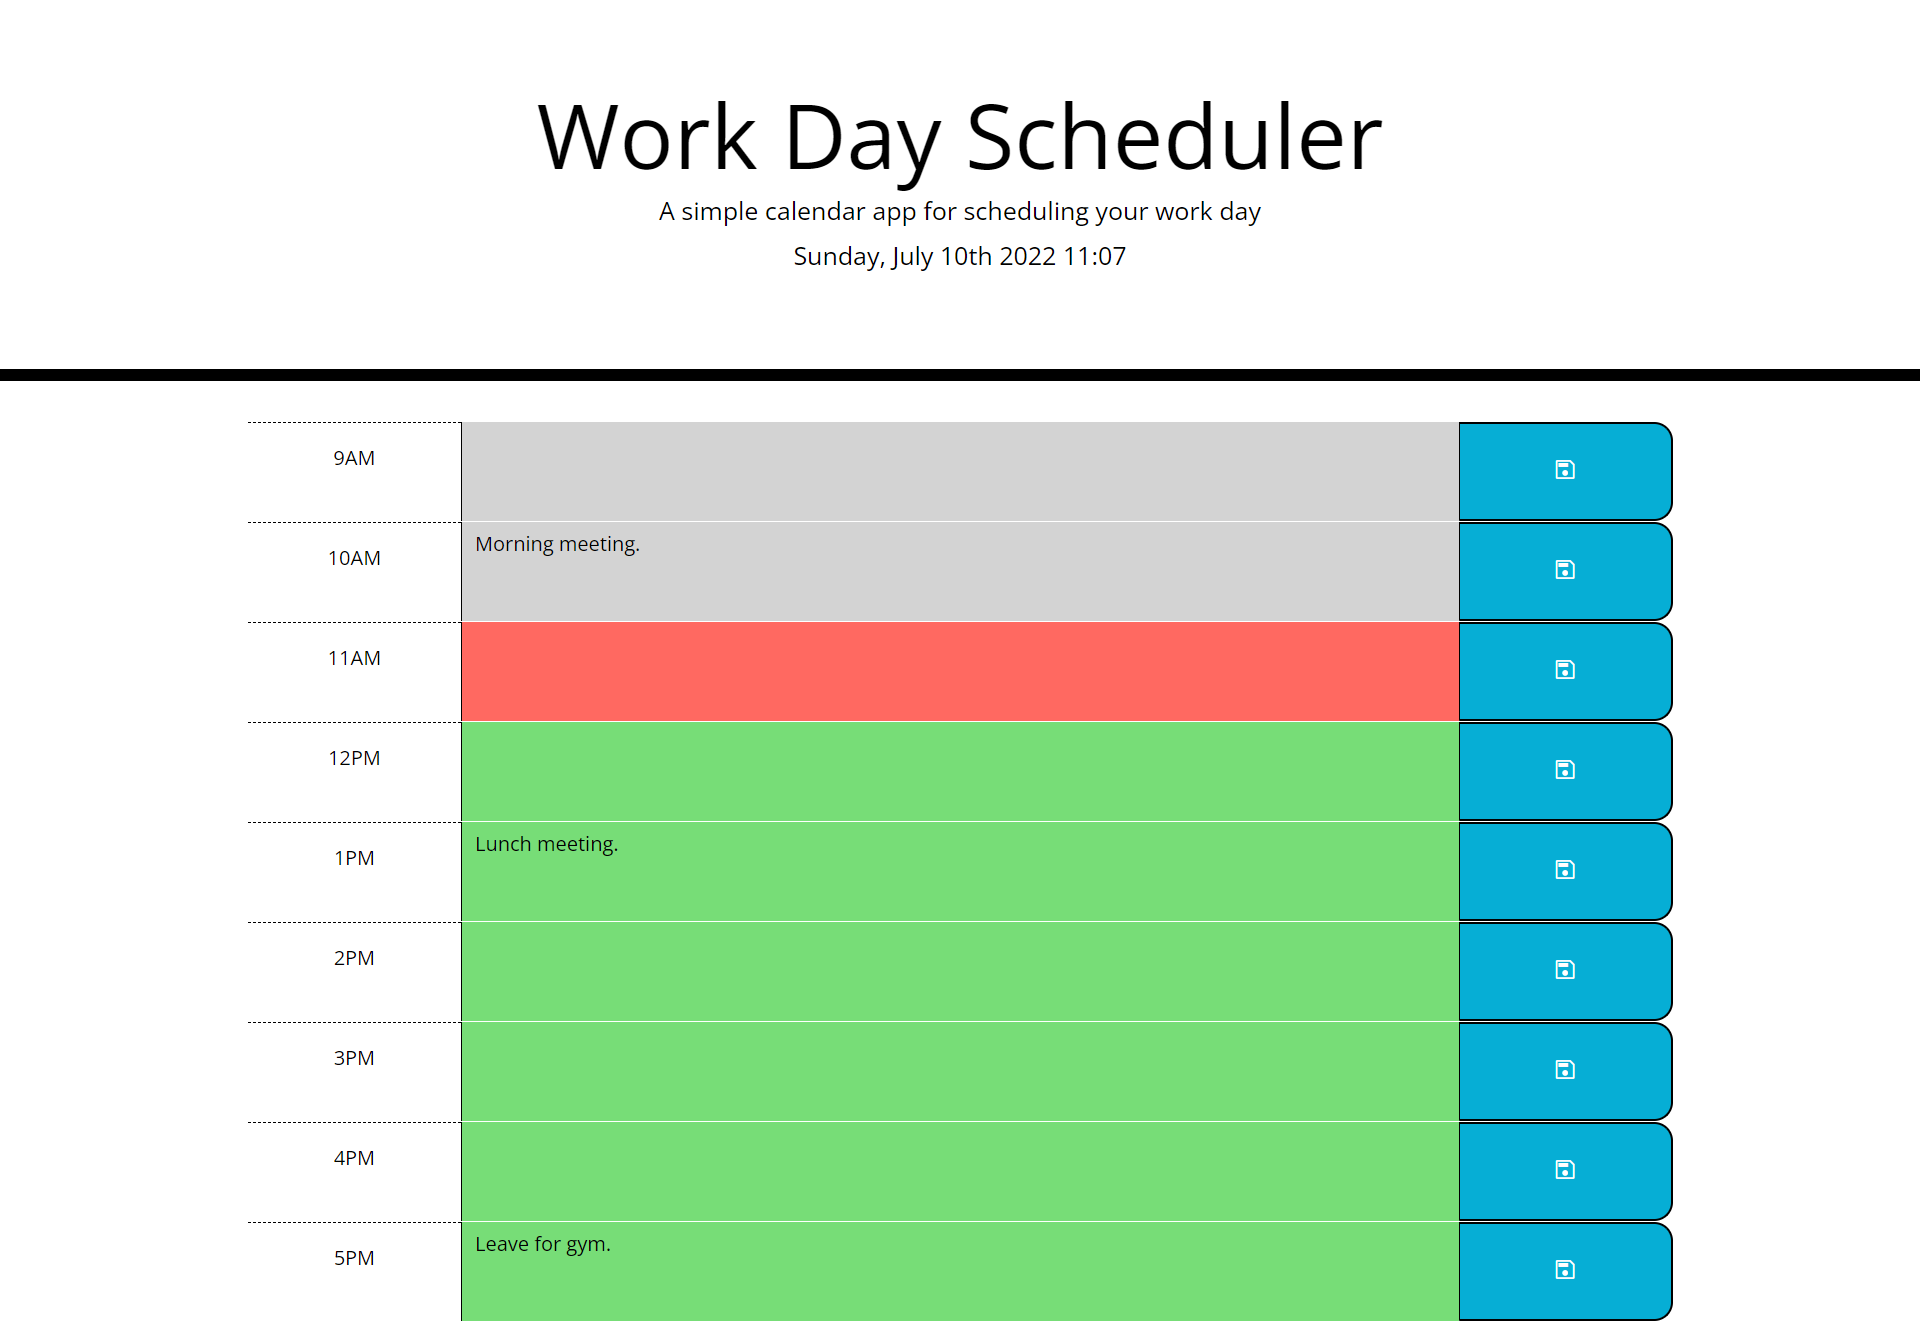 Work Day Scheduler
A simple calendar app for scheduling your work day
Sunday, July 10th 2022 11:07
9AM
10AM
Morning meeting.
11AM
12PM
1PM
Lunch meeting.
2PM
3PM
4PM
5PM
Leave for gym.